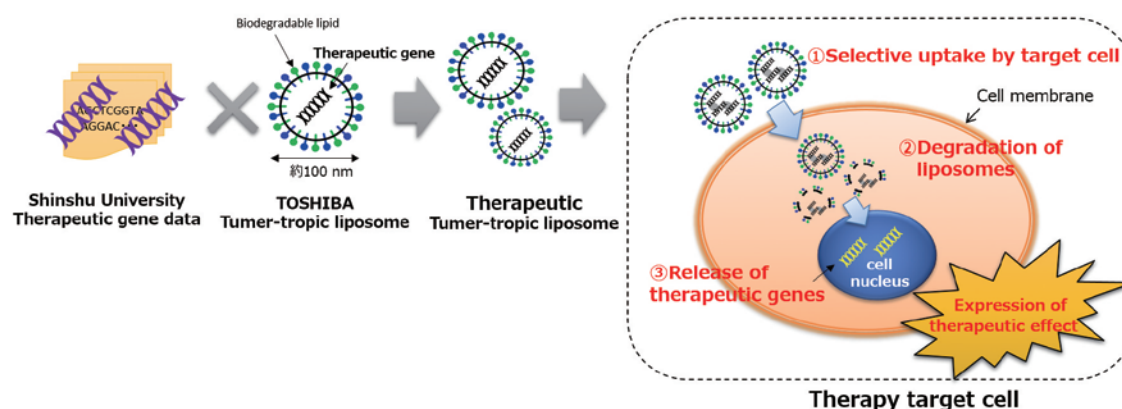 Biodegradable lipid
Therapeutic gene
AGCTCGGTA
AGGAC･･･
約100 nm
Shinshu University
Therapeutic gene data
TOSHIBA
Tumer-tropic liposome
Therapeutic
Tumer-tropic liposome
①Selective uptake by target cell
Cell membrane
②Degradation of
liposomes
③Release of
therapeutic genes
cell
nucleus
Expression of
therapeutic effect
Therapy target cell